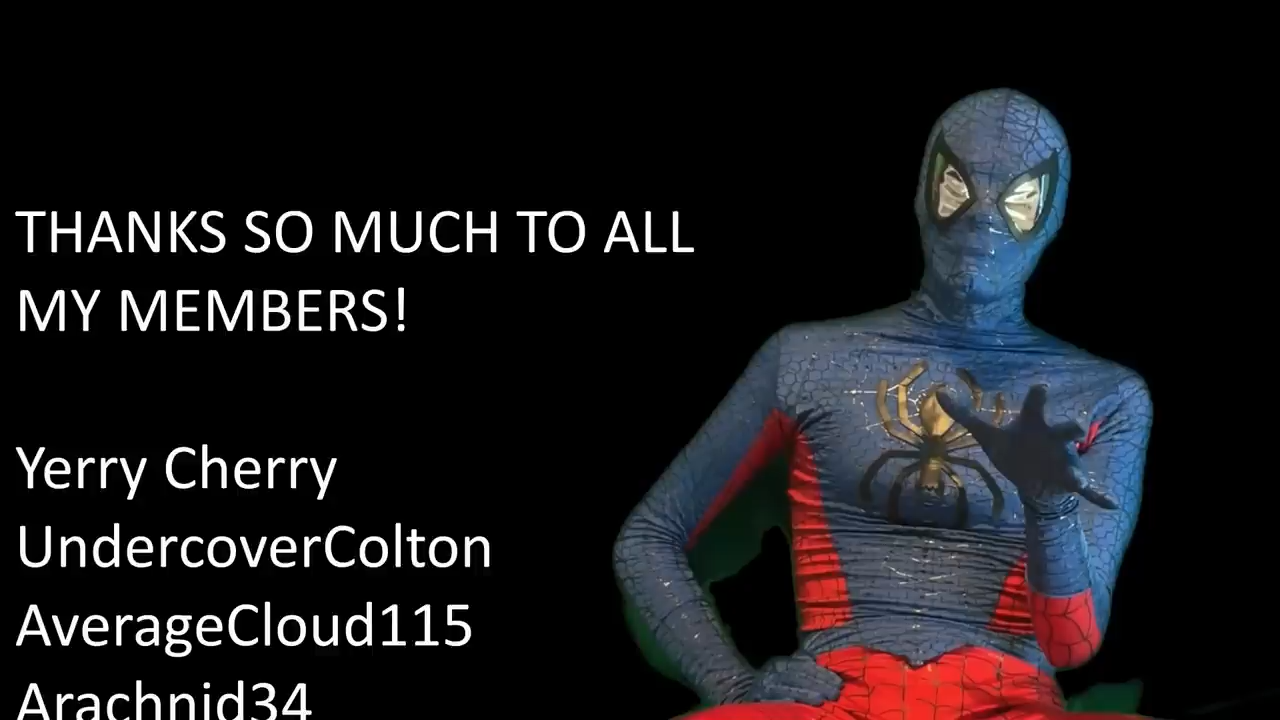 THANKS SO MUCH TO ALL
MY MEMBERS!
Yerry Cherry
UndercoverColton
AverageCloud115
Arachnid34